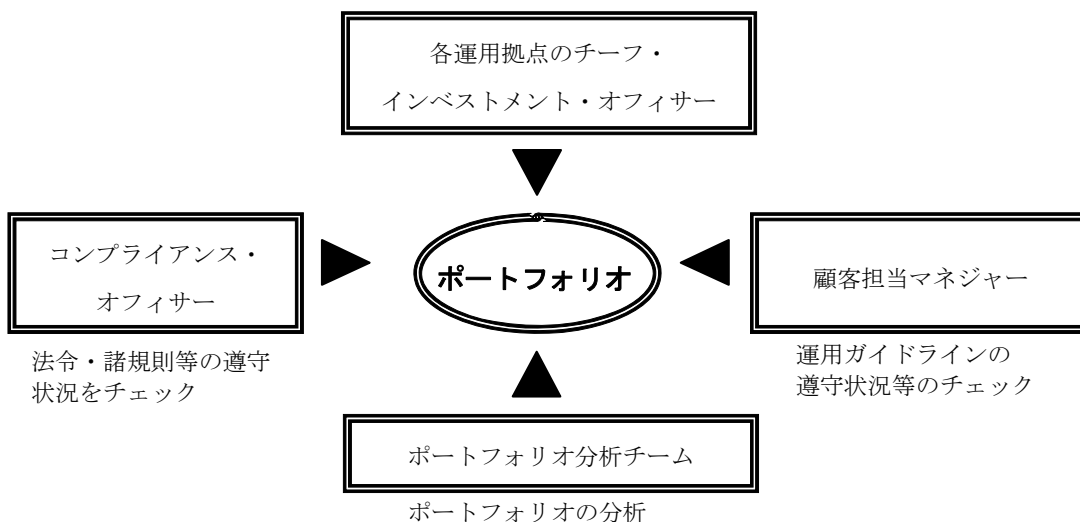 各運用拠点のチーフ・
インベストメント・オフィサー
コンプライアンス・
オフィサー
法令・諸規則等の遵守
状況をチェック
ポートフォリオ
顧客担当マネジャー
運用ガイドラインの
遵守状況等のチェック
ポートフォリオ分析チーム
ポートフォリオの分析